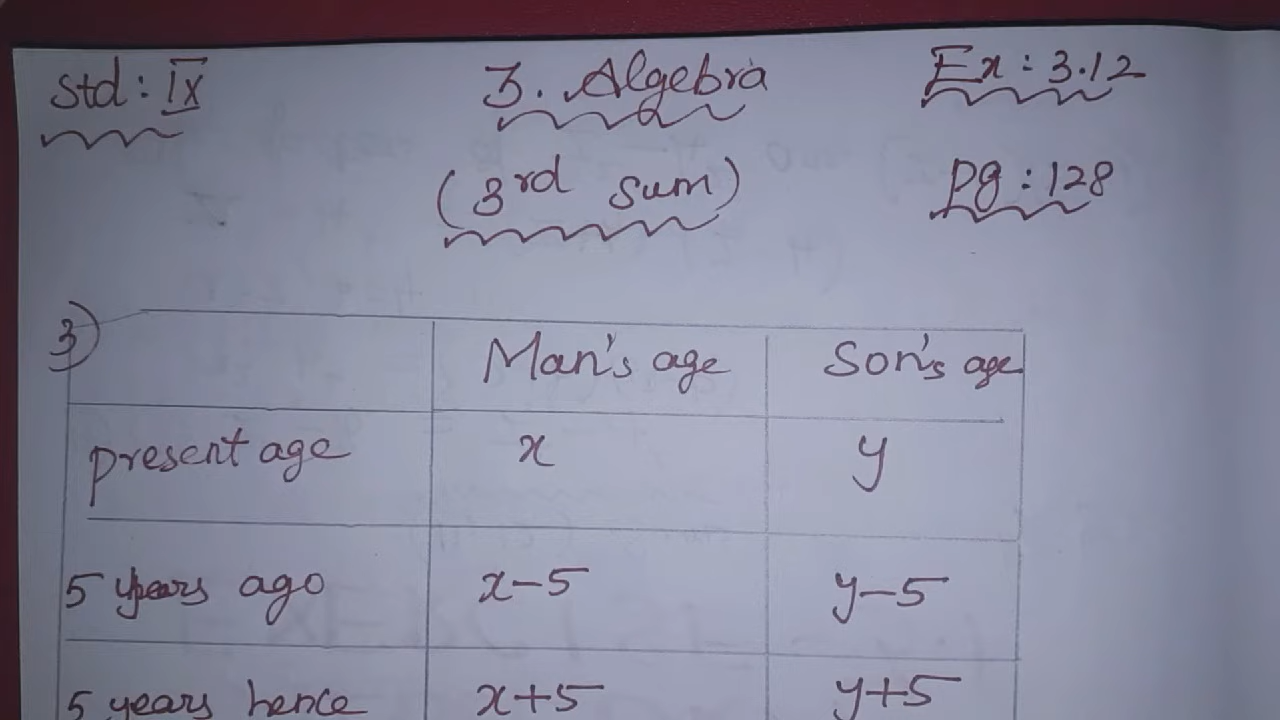 Std: IX 3. Algebra Ex: 3.12
(3rd Sum) Pg: 128
3) Man's age Son's age
present age x y
5 years ago x-5 y-5
5 years hence x+5 y+5